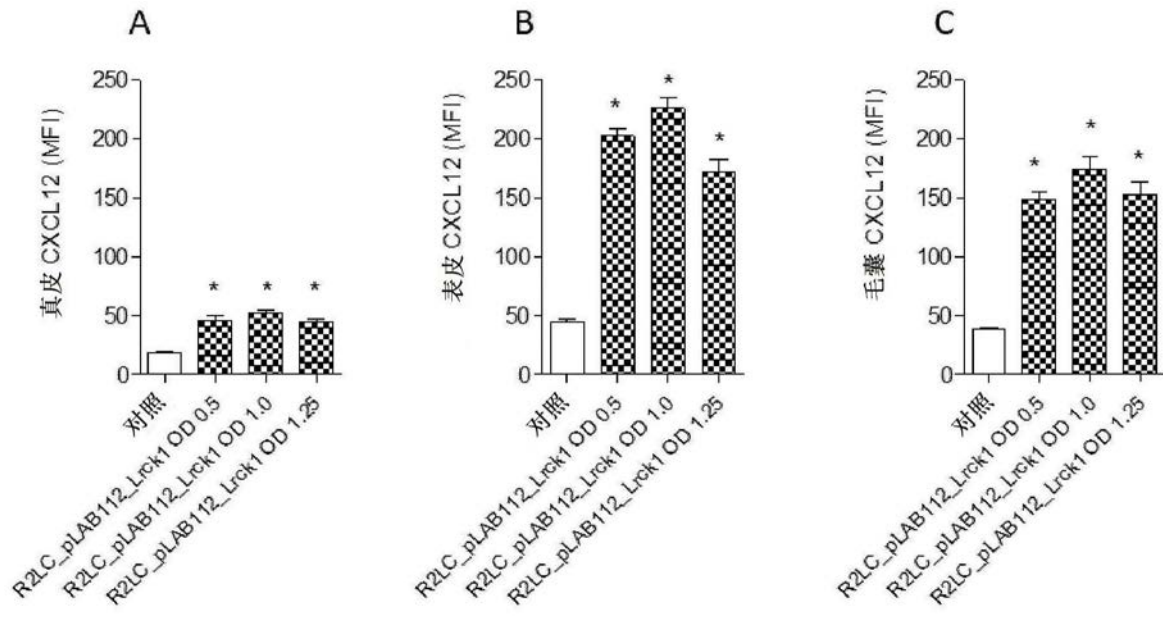 A
真皮 CXCL12 (MFI)
250
200
150
100
50
0
*
*
*
对照
R2LC_pLAB112_Lrck1 OD 0.5
R2LC_pLAB112_Lrck1 OD 1.0
R2LC_pLAB112_Lrck1 OD 1.25
B
表皮 CXCL12 (MFI)
250
200
150
100
50
0
*
*
*
对照
R2LC_pLAB112_Lrck1 OD 0.5
R2LC_pLAB112_Lrck1 OD 1.0
R2LC_pLAB112_Lrck1 OD 1.25
C
毛囊 CXCL12 (MFI)
250
200
150
100
50
0
*
*
*
对照
R2LC_pLAB112_Lrck1 OD 0.5
R2LC_pLAB112_Lrck1 OD 1.0
R2LC_pLAB112_Lrck1 OD 1.25